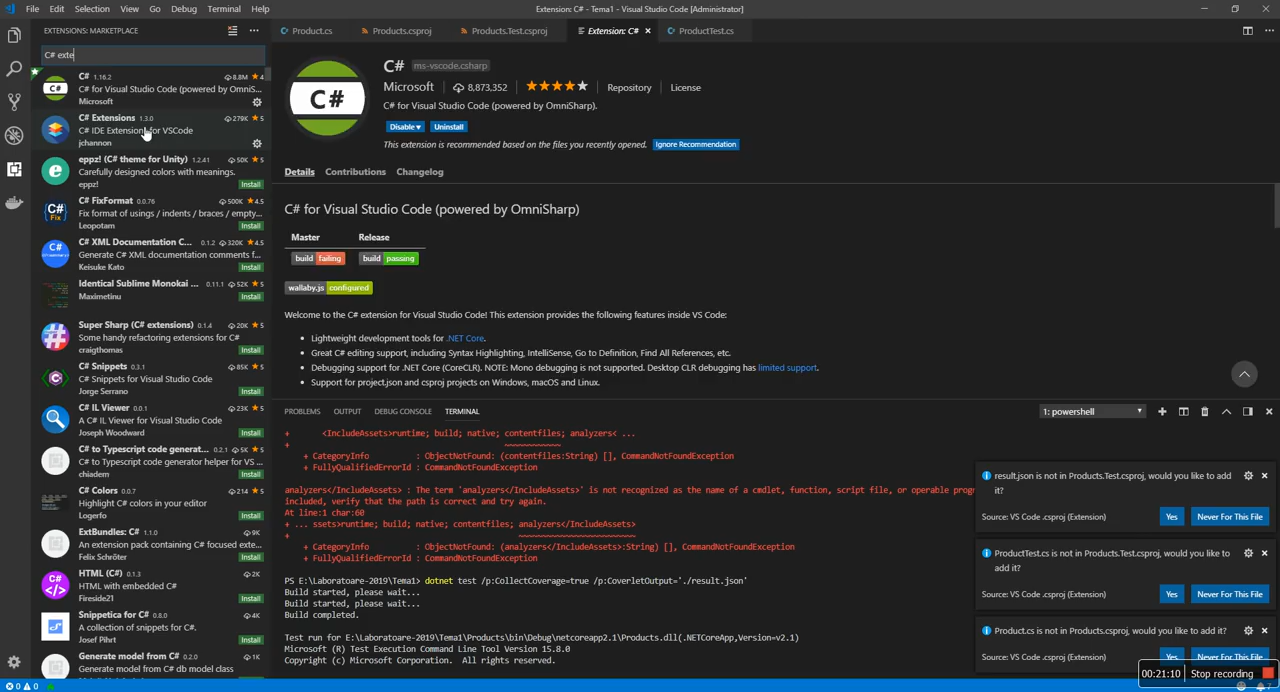 File Edit Selection View Go Debug Terminal Help
Extension: C# - Tema1 - Visual Studio Code [Administrator]
EXTENSIONS: MARKETPLACE
Product.cs
Products.csproj
Products.Test.csproj
Extension: C#
ProductTest.cs
C# exte
C# 1.16.2 8.8M 4
C# for Visual Studio Code (powered by OmniS...
Microsoft
C# Extensions 1.3.0 279K 5
C# IDE Extensions for VSCode
jchannon
eppz! (C# theme for Unity) 1.2.41 50K 5
Carefully designed colors with meanings.
eppz! Install
C# FixFormat 0.0.76 500K 4.5
Fix format of usings / indents / braces / empty...
Leopotam Install
C# XML Documentation C... 0.1.2 320K 4.5
Generate C# XML documentation comments f...
Keisuke Kato Install
Identical Sublime Monokai ... 0.11.1 52K 5
Maximetinu Install
Super Sharp (C# extensions) 0.1.4 20K 5
Some handy refactoring extensions for C#
craigthomas Install
C# Snippets 0.3.1 85K 5
C# Snippets for Visual Studio Code
Jorge Serrano Install
C# IL Viewer 0.0.1 23K 5
A C# IL Viewer for Visual Studio Code
Joseph Woodward Install
C# to Typescript code generat... 0.2.1 5K 5
C# to Typescript code generator helper for VS ...
chiadem Install
C# Colors 0.0.7 214 5
Highlight C# colors in your editor
Logerfo Install
ExtBundles: C# 1.1.0 9K
An extension pack containing C# focused exte...
Felix Schröter Install
HTML (C#) 0.1.3 2K
HTML with embedded C#
Fireside21 Install
Snippetica for C# 0.8.0 4K
A collection of snippets for C#.
Josef Pihrt Install
Generate model from C# 0.2.0 1K
Generate model from C# db model class
0 0
C#
C# ms-vscode.csharp
Microsoft 8,873,352 Repository License
C# for Visual Studio Code (powered by OmniSharp).
Disable Uninstall
This extension is recommended based on the files you recently opened. Ignore Recommendation
Details Contributions Changelog
C# for Visual Studio Code (powered by OmniSharp)
Master Release
build failing build passing
wallaby.js configured
Welcome to the C# extension for Visual Studio Code! This extension provides the following features inside VS Code:
• Lightweight development tools for .NET Core.
• Great C# editing support, including Syntax Highlighting, IntelliSense, Go to Definition, Find All References, etc.
• Debugging support for .NET Core (CoreCLR). NOTE: Mono debugging is not supported. Desktop CLR debugging has limited support.
• Support for project.json and csproj projects on Windows, macOS and Linux.
PROBLEMS OUTPUT DEBUG CONSOLE TERMINAL 1: powershell
+ <IncludeAssets>runtime; build; native; contentfiles; analyzers< ...
+ ~~~~~~~~~~~~
+ CategoryInfo : ObjectNotFound: (contentfiles:String) [], CommandNotFoundException
+ FullyQualifiedErrorId : CommandNotFoundException
analyzers</IncludeAssets> : The term 'analyzers</IncludeAssets>' is not recognized as the name of a cmdlet, function, script file, or operable progr
included, verify that the path is correct and try again.
At line:1 char:60
+ ... ssets>runtime; build; native; contentfiles; analyzers</IncludeAssets>
+ ~~~~~~~~~~~~~~~~~~~~~~~~~
+ CategoryInfo : ObjectNotFound: (analyzers</IncludeAssets>:String) [], CommandNotFoundException
+ FullyQualifiedErrorId : CommandNotFoundException
PS E:\Laboratoare-2019\Tema1> dotnet test /p:CollectCoverage=true /p:CoverletOutput='./result.json'
Build started, please wait...
Build started, please wait...
Build completed.
Test run for E:\Laboratoare-2019\Tema1\Products\bin\Debug\netcoreapp2.1\Products.dll(.NETCoreApp,Version=v2.1)
Microsoft (R) Test Execution Command Line Tool Version 15.8.0
Copyright (c) Microsoft Corporation. All rights reserved.
result.json is not in Products.Test.csproj, would you like to add
it?
Source: VS Code .csproj (Extension) Yes Never For This File
ProductTest.cs is not in Products.Test.csproj, would you like to
add it?
Source: VS Code .csproj (Extension) Yes Never For This File
Product.cs is not in Products.csproj, would you like to add it?
Source: VS Code .csproj (Extension) Yes Never For This File
00:21:10 Stop recording